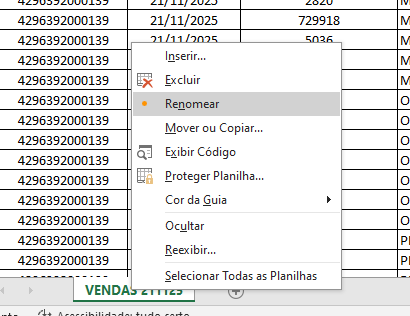 4296392000139 21/11/2025 2820
4296392000139 21/11/2025 729918
4296392000139 21/11/2025 5036
4296392000139
4296392000139
4296392000139
4296392000139
4296392000139
4296392000139
4296392000139
4296392000139
4296392000139
4296392000139
4296392000139
4296392000139
Inserir...
Excluir
Renomear
Mover ou Copiar...
Exibir Código
Proteger Planilha...
Cor da Guia
Ocultar
Reexibir...
Selecionar Todas as Planilhas
VENDAS 211125
Acessibilidade: tudo certo